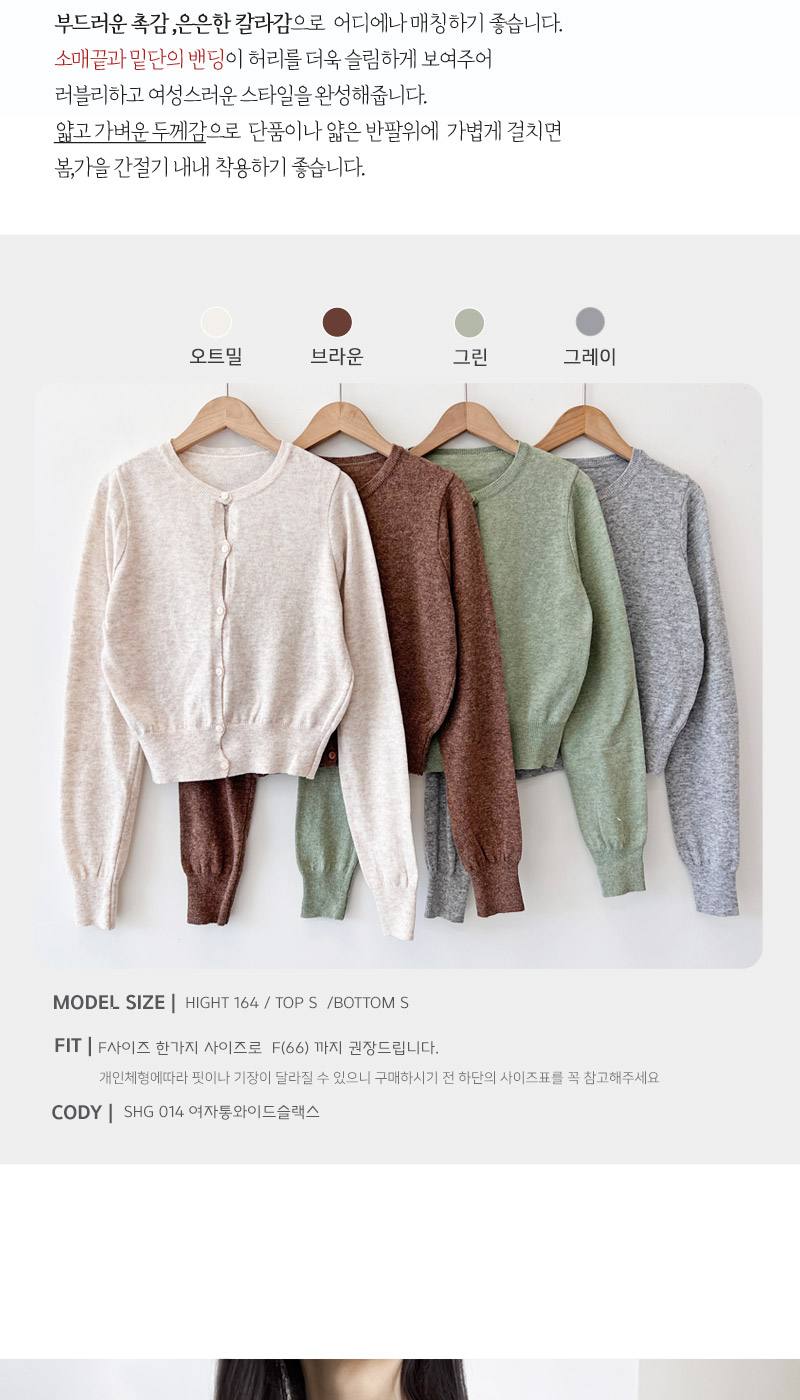 부드러운 촉감 ,은은한 칼라감으로 어디에나 매칭하기 좋습니다.
소매끝과 밑단의 밴딩이 허리를 더욱 슬림하게 보여주어
러블리하고 여성스러운 스타일을 완성해줍니다.
얇고 가벼운 두께감으로 단품이나 얇은 반팔위에 가볍게 걸치면
봄,가을 간절기 내내 착용하기 좋습니다.
오트밀 브라운 그린 그레이
MODEL SIZE | HIGHT 164 / TOP S /BOTTOM S
FIT | F사이즈 한가지 사이즈로 F(66) 까지 권장드립니다.
개인체형에따라 핏이나 기장이 달라질 수 있으니 구매하시기 전 하단의 사이즈표를 꼭 참고해주세요
CODY | SHG 014 여자통와이드슬랙스